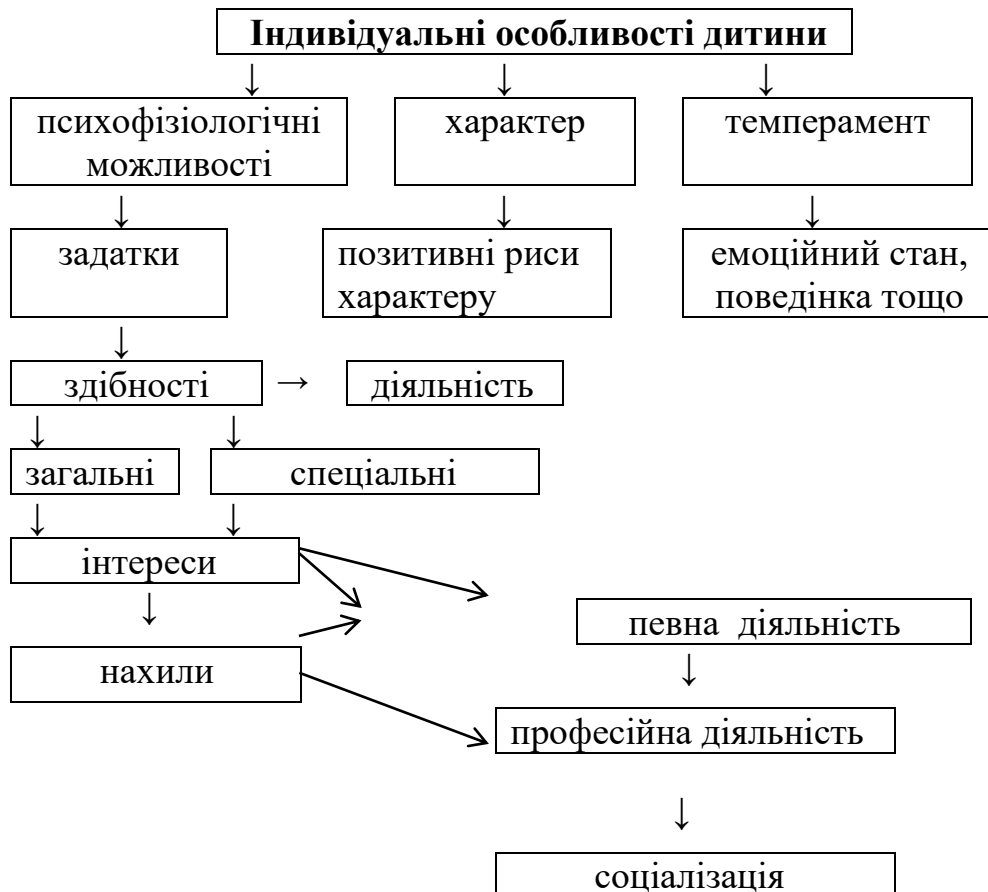 Індивідуальні особливості дитини
↓ ↓ ↓
психофізіологічні
можливості
характер
темперамент
↓ ↓ ↓
задатки
позитивні риси
характеру
емоційний стан,
поведінка тощо
↓
здібності → діяльність
↓ ↓
загальні спеціальні
↓ ↓
інтереси
↓
певна діяльність
нахили
↓
професійна діяльність
↓
соціалізація